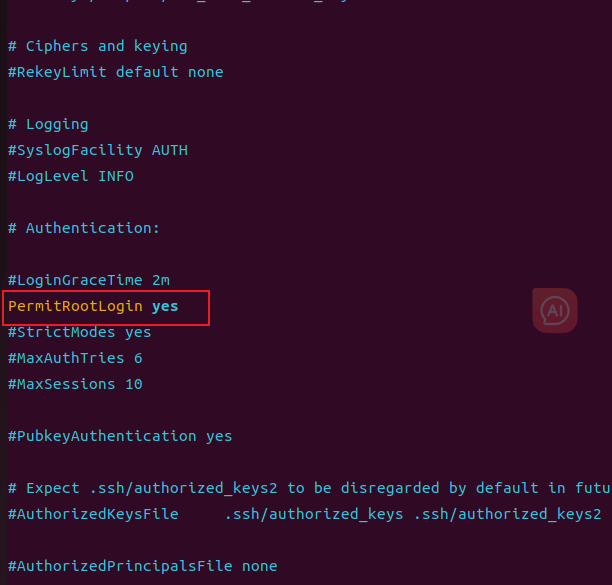 # Ciphers and keying
#RekeyLimit default none
# Logging
#SyslogFacility AUTH
#LogLevel INFO
# Authentication:
#LoginGraceTime 2m
PermitRootLogin yes
#StrictModes yes
#MaxAuthTries 6
#MaxSessions 10
#PubkeyAuthentication yes
# Expect .ssh/authorized_keys2 to be disregarded by default in futu
#AuthorizedKeysFile     .ssh/authorized_keys .ssh/authorized_keys2
#AuthorizedPrincipalsFile none
AI